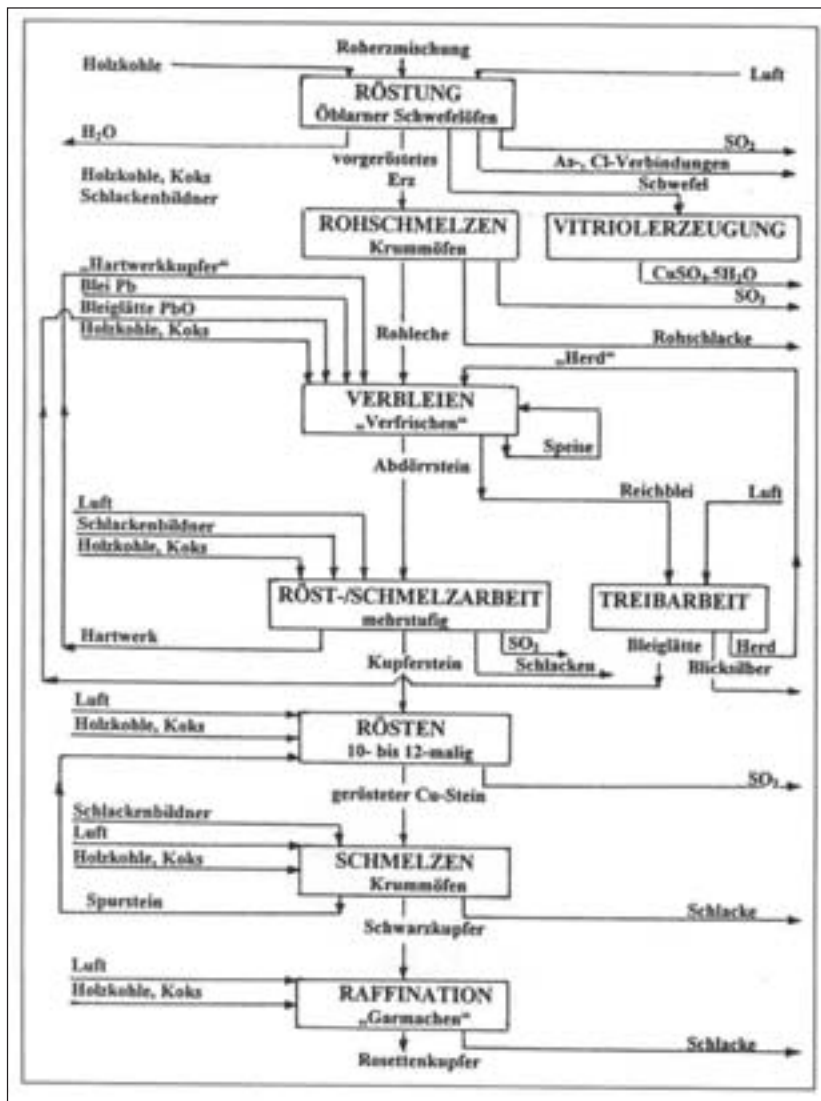 Roherzmischung
Holzkohle
Luft
RÖSTUNG
Öblarner Schwefelöfen
H₂O
SO₂
vorgeröstetes
Erz
As-, Cl-Verbindungen
Schwefel
Holzkohle, Koks
Schlackenbildner
ROHSCHMELZEN
Krummöfen
VITRIOLERZEUGUNG
„Hartwerkkupfer“
CuSO₄.5H₂O
Blei Pb
SO₂
Bleiglätte PbO
Holzkohle, Koks
Rohleche
Rohschlacke
„Herd“
VERBLEIEN
„Verfrischen“
Speise
Abdörrstein
Reichblei
Luft
Luft
Schlackenbildner
Holzkohle, Koks
RÖST-/SCHMELZARBEIT
mehrstufig
TREIBARBEIT
Hartwerk
SO₂
Bleiglätte
Herd
Kupferstein
Schlacken
Blicksilber
Luft
Holzkohle, Koks
RÖSTEN
10- bis 12-malig
SO₂
gerösteter Cu-Stein
Schlackenbildner
Luft
Holzkohle, Koks
SCHMELZEN
Krummöfen
Spurstein
Schlacke
Schwarzkupfer
Luft
Holzkohle, Koks
RAFFINATION
„Garmachen“
Schlacke
Rosettenkupfer